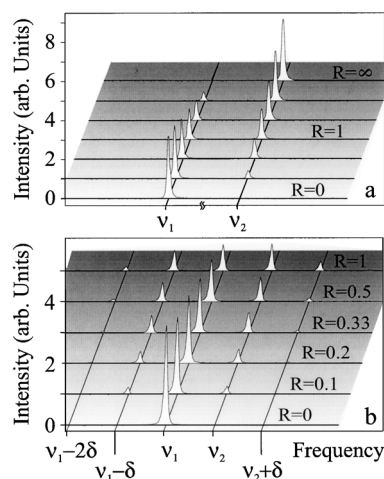 Intensity (arb. Units)
8
6
4
2
0
R=∞
R=1
R=0
a
ν₁
ν₂
Intensity (arb. Units)
4
2
0
R=1
R=0.5
R=0.33
R=0.2
R=0.1
R=0
b
ν₁-2δ
ν₁-δ
ν₁
ν₂
ν₂+δ
Frequency